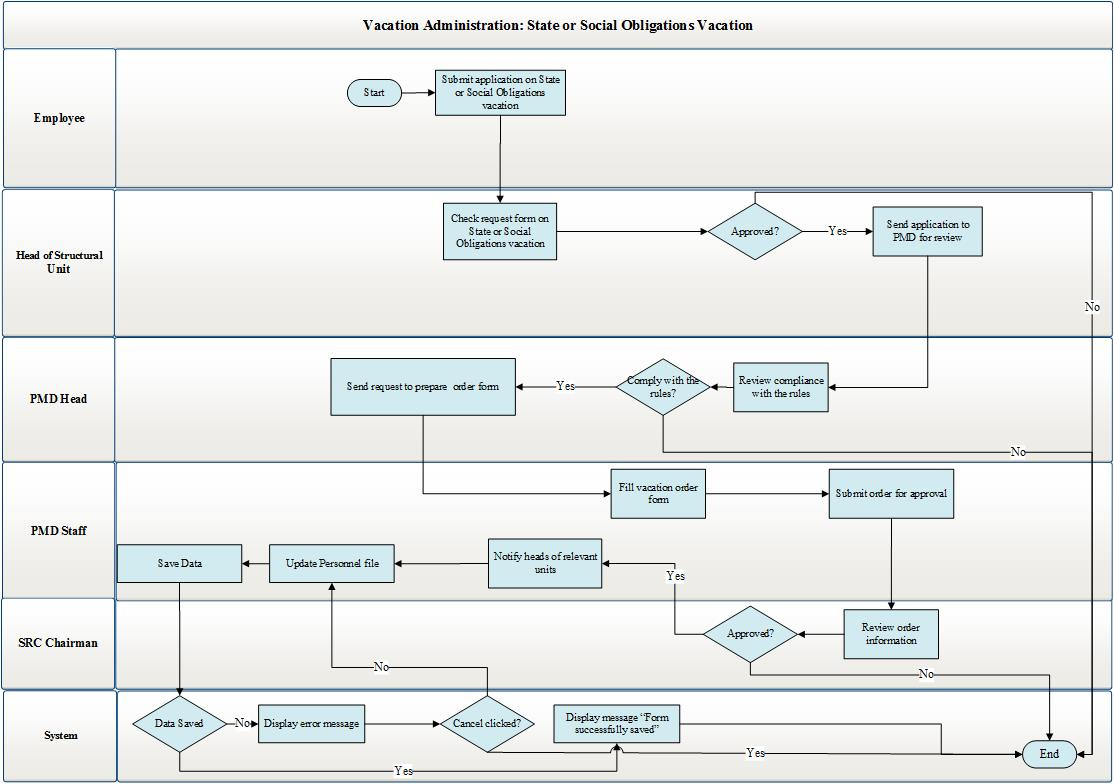 Vacation Administration: State or Social Obligations Vacation
Employee
Start
Submit application on State
or Social Obligations
vacation
Head of Structural
Unit
Check request form on
State or Social
Obligations vacation
Approved?
Yes
Send application to
PMD for review
No
PMD Head
Send request to prepare order form
Yes
Comply with the
rules?
Review compliance
with the rules
No
PMD Staff
Fill vacation order
form
Submit order for approval
Save Data
Update Personnel file
Notify heads of relevant
units
Yes
SRC Chairman
Approved?
Review order
information
No
No
System
Data Saved
No
Display error message
Cancel clicked?
Display message “Form
successfully saved”
Yes
End
Yes